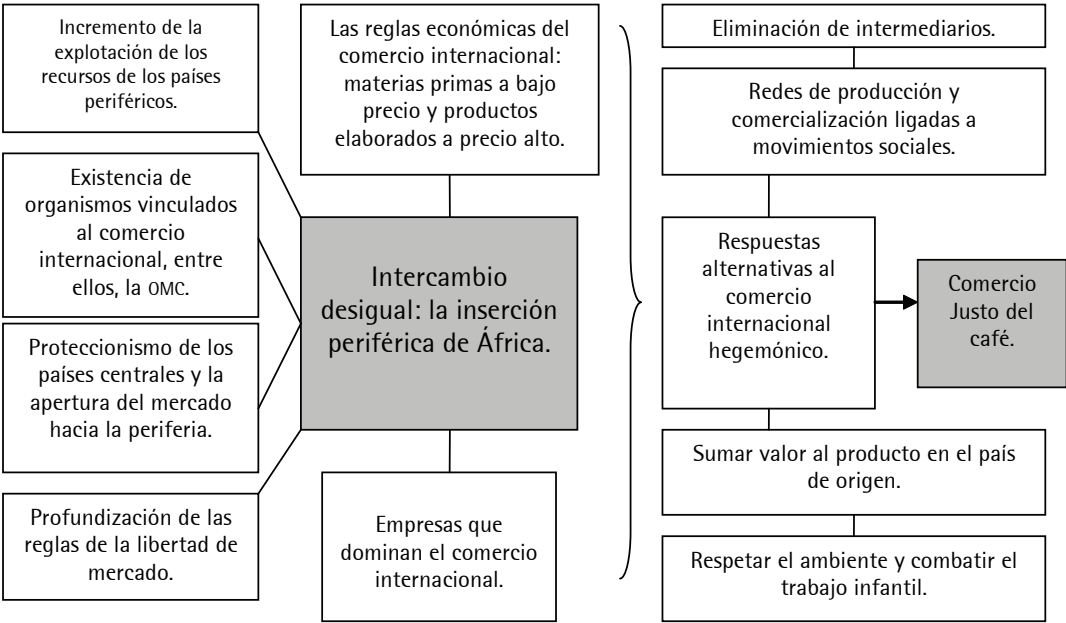 Incremento de la
explotación de los
recursos de los países
periféricos.
Existencia de
organismos vinculados
al comercio
internacional, entre
ellos, la OMC.
Proteccionismo de los
países centrales y la
apertura del mercado
hacia la periferia.
Profundización de las
reglas de la libertad de
mercado.
Las reglas económicas del
comercio internacional:
materias primas a bajo
precio y productos
elaborados a precio alto.
Intercambio
desigual: la inserción
periférica de África.
Empresas que
dominan el comercio
internacional.
Eliminación de intermediarios.
Redes de producción y
comercialización ligadas a
movimientos sociales.
Respuestas
alternativas al
comercio
internacional
hegemónico.
Comercio
Justo del
café.
Sumar valor al producto en el país
de origen.
Respetar el ambiente y combatir el
trabajo infantil.